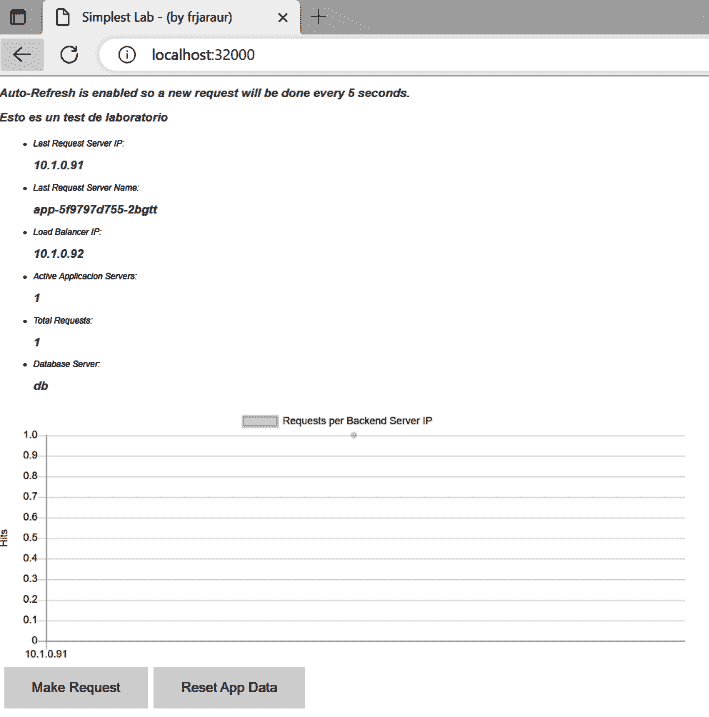 Simplest Lab - (by frjaraur)
localhost:32000
Auto-Refresh is enabled so a new request will be done every 5 seconds.
Esto es un test de laboratorio
Last Request Server IP:
10.1.0.91
Last Request Server Name:
app-5f9797d755-2bgtt
Load Balancer IP:
10.1.0.92
Active Applicacion Servers:
1
Total Requests:
1
Database Server:
db
Requests per Backend Server IP
1.0
0.9
0.8
0.7
0.6
0.5
0.4
0.3
0.2
0.1
0
Hits
10.1.0.91
Make Request
Reset App Data